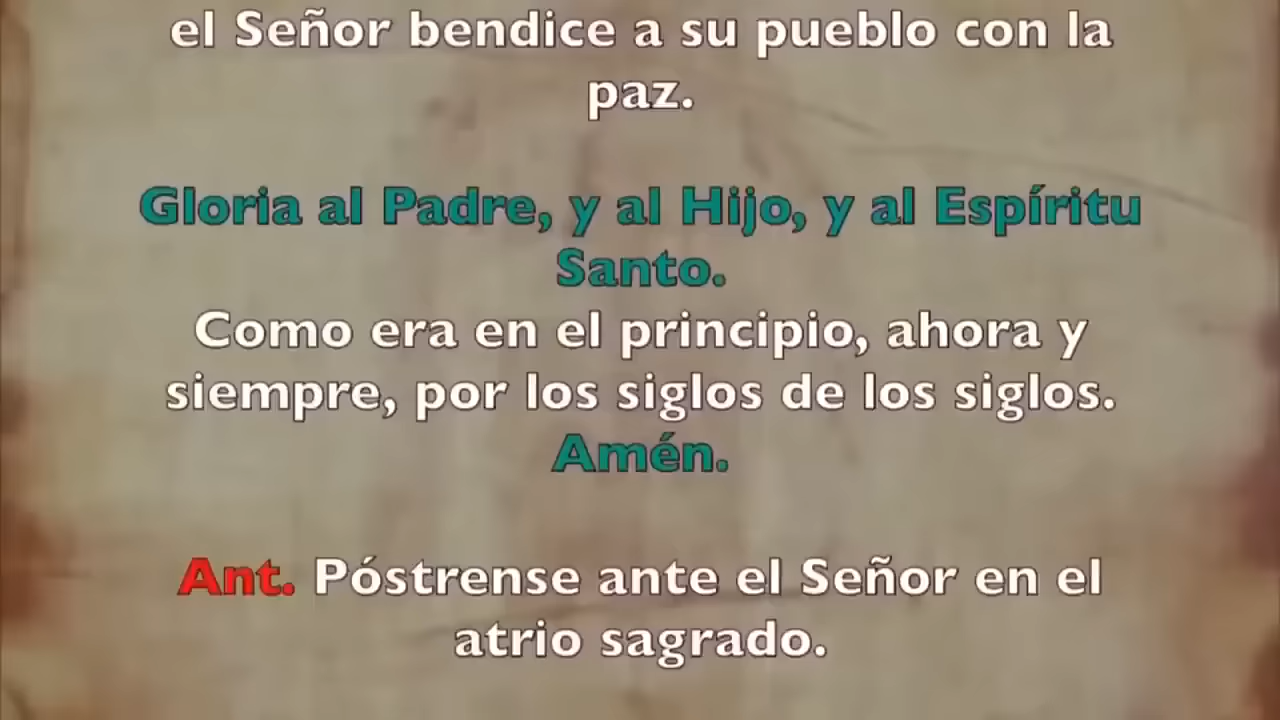 el Señor bendice a su pueblo con la
paz.
Gloria al Padre, y al Hijo, y al Espíritu
Santo.
Como era en el principio, ahora y
siempre, por los siglos de los siglos.
Amén.
Ant. Póstrense ante el Señor en el
atrio sagrado.